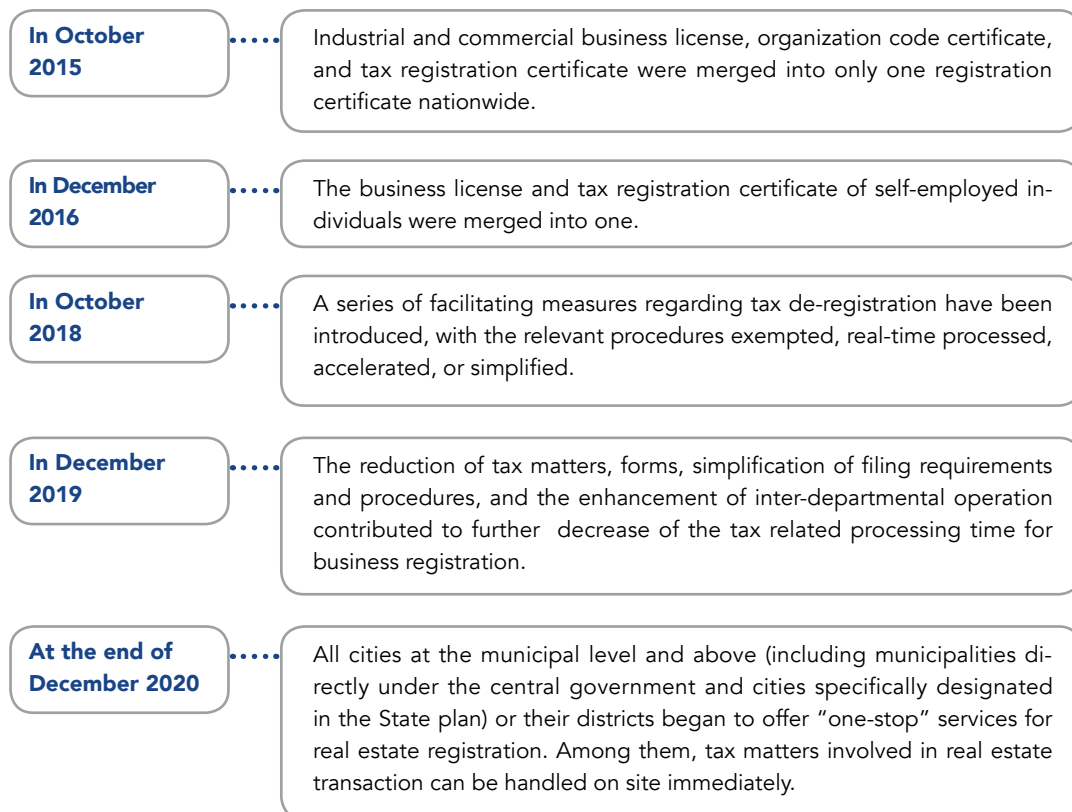 In October
2015
Industrial and commercial business license, organization code certificate,
and tax registration certificate were merged into only one registration
certificate nationwide.
In December
2016
The business license and tax registration certificate of self-employed in-
dividuals were merged into one.
In October
2018
A series of facilitating measures regarding tax de-registration have been
introduced, with the relevant procedures exempted, real-time processed,
accelerated, or simplified.
In December
2019
The reduction of tax matters, forms, simplification of filing requirements
and procedures, and the enhancement of inter-departmental operation
contributed to further decrease of the tax related processing time for
business registration.
At the end of
December 2020
All cities at the municipal level and above (including municipalities di-
rectly under the central government and cities specifically designated
in the State plan) or their districts began to offer “one-stop” services for
real estate registration. Among them, tax matters involved in real estate
transaction can be handled on site immediately.